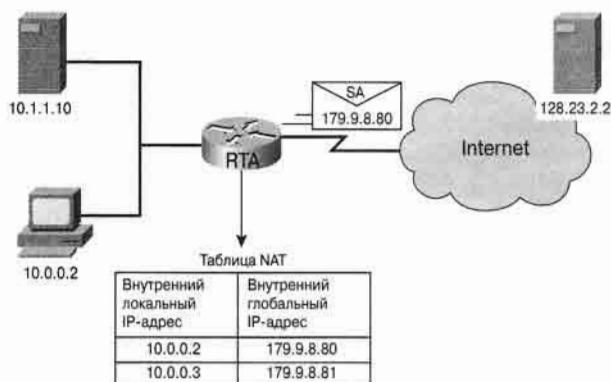 10.1.1.10
SA
179.9.8.80
128.23.2.2
RTA
Internet
10.0.0.2
Таблица NAT
Внутренний локальный IP-адрес
Внутренний глобальный IP-адрес
10.0.0.2 179.9.8.80
10.0.0.3 179.9.8.81